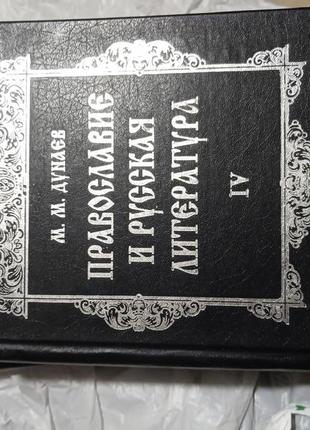 М. М. ДУНАЕВ
ПРАВОСЛАВИЕ
И РУССКАЯ
ЛИТЕРАТУРА
IV